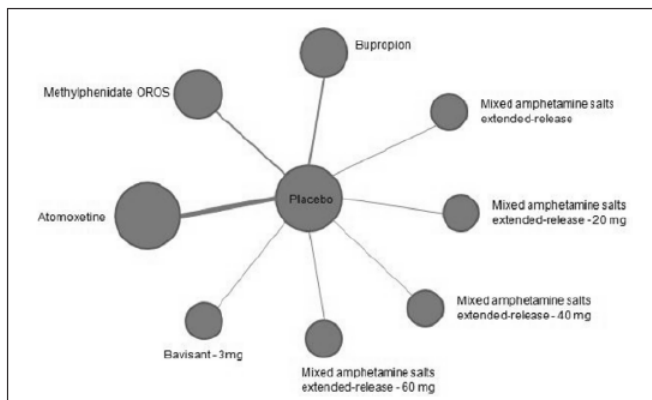 Bupropion
Methylphenidate OROS
Mixed amphetamine salts
extended-release
Placebo
Atomoxetine
Mixed amphetamine salts
extended-release - 20 mg
Mixed amphetamine salts
extended-release - 40 mg
Bavisant - 3mg
Mixed amphetamine salts
extended-release - 60 mg